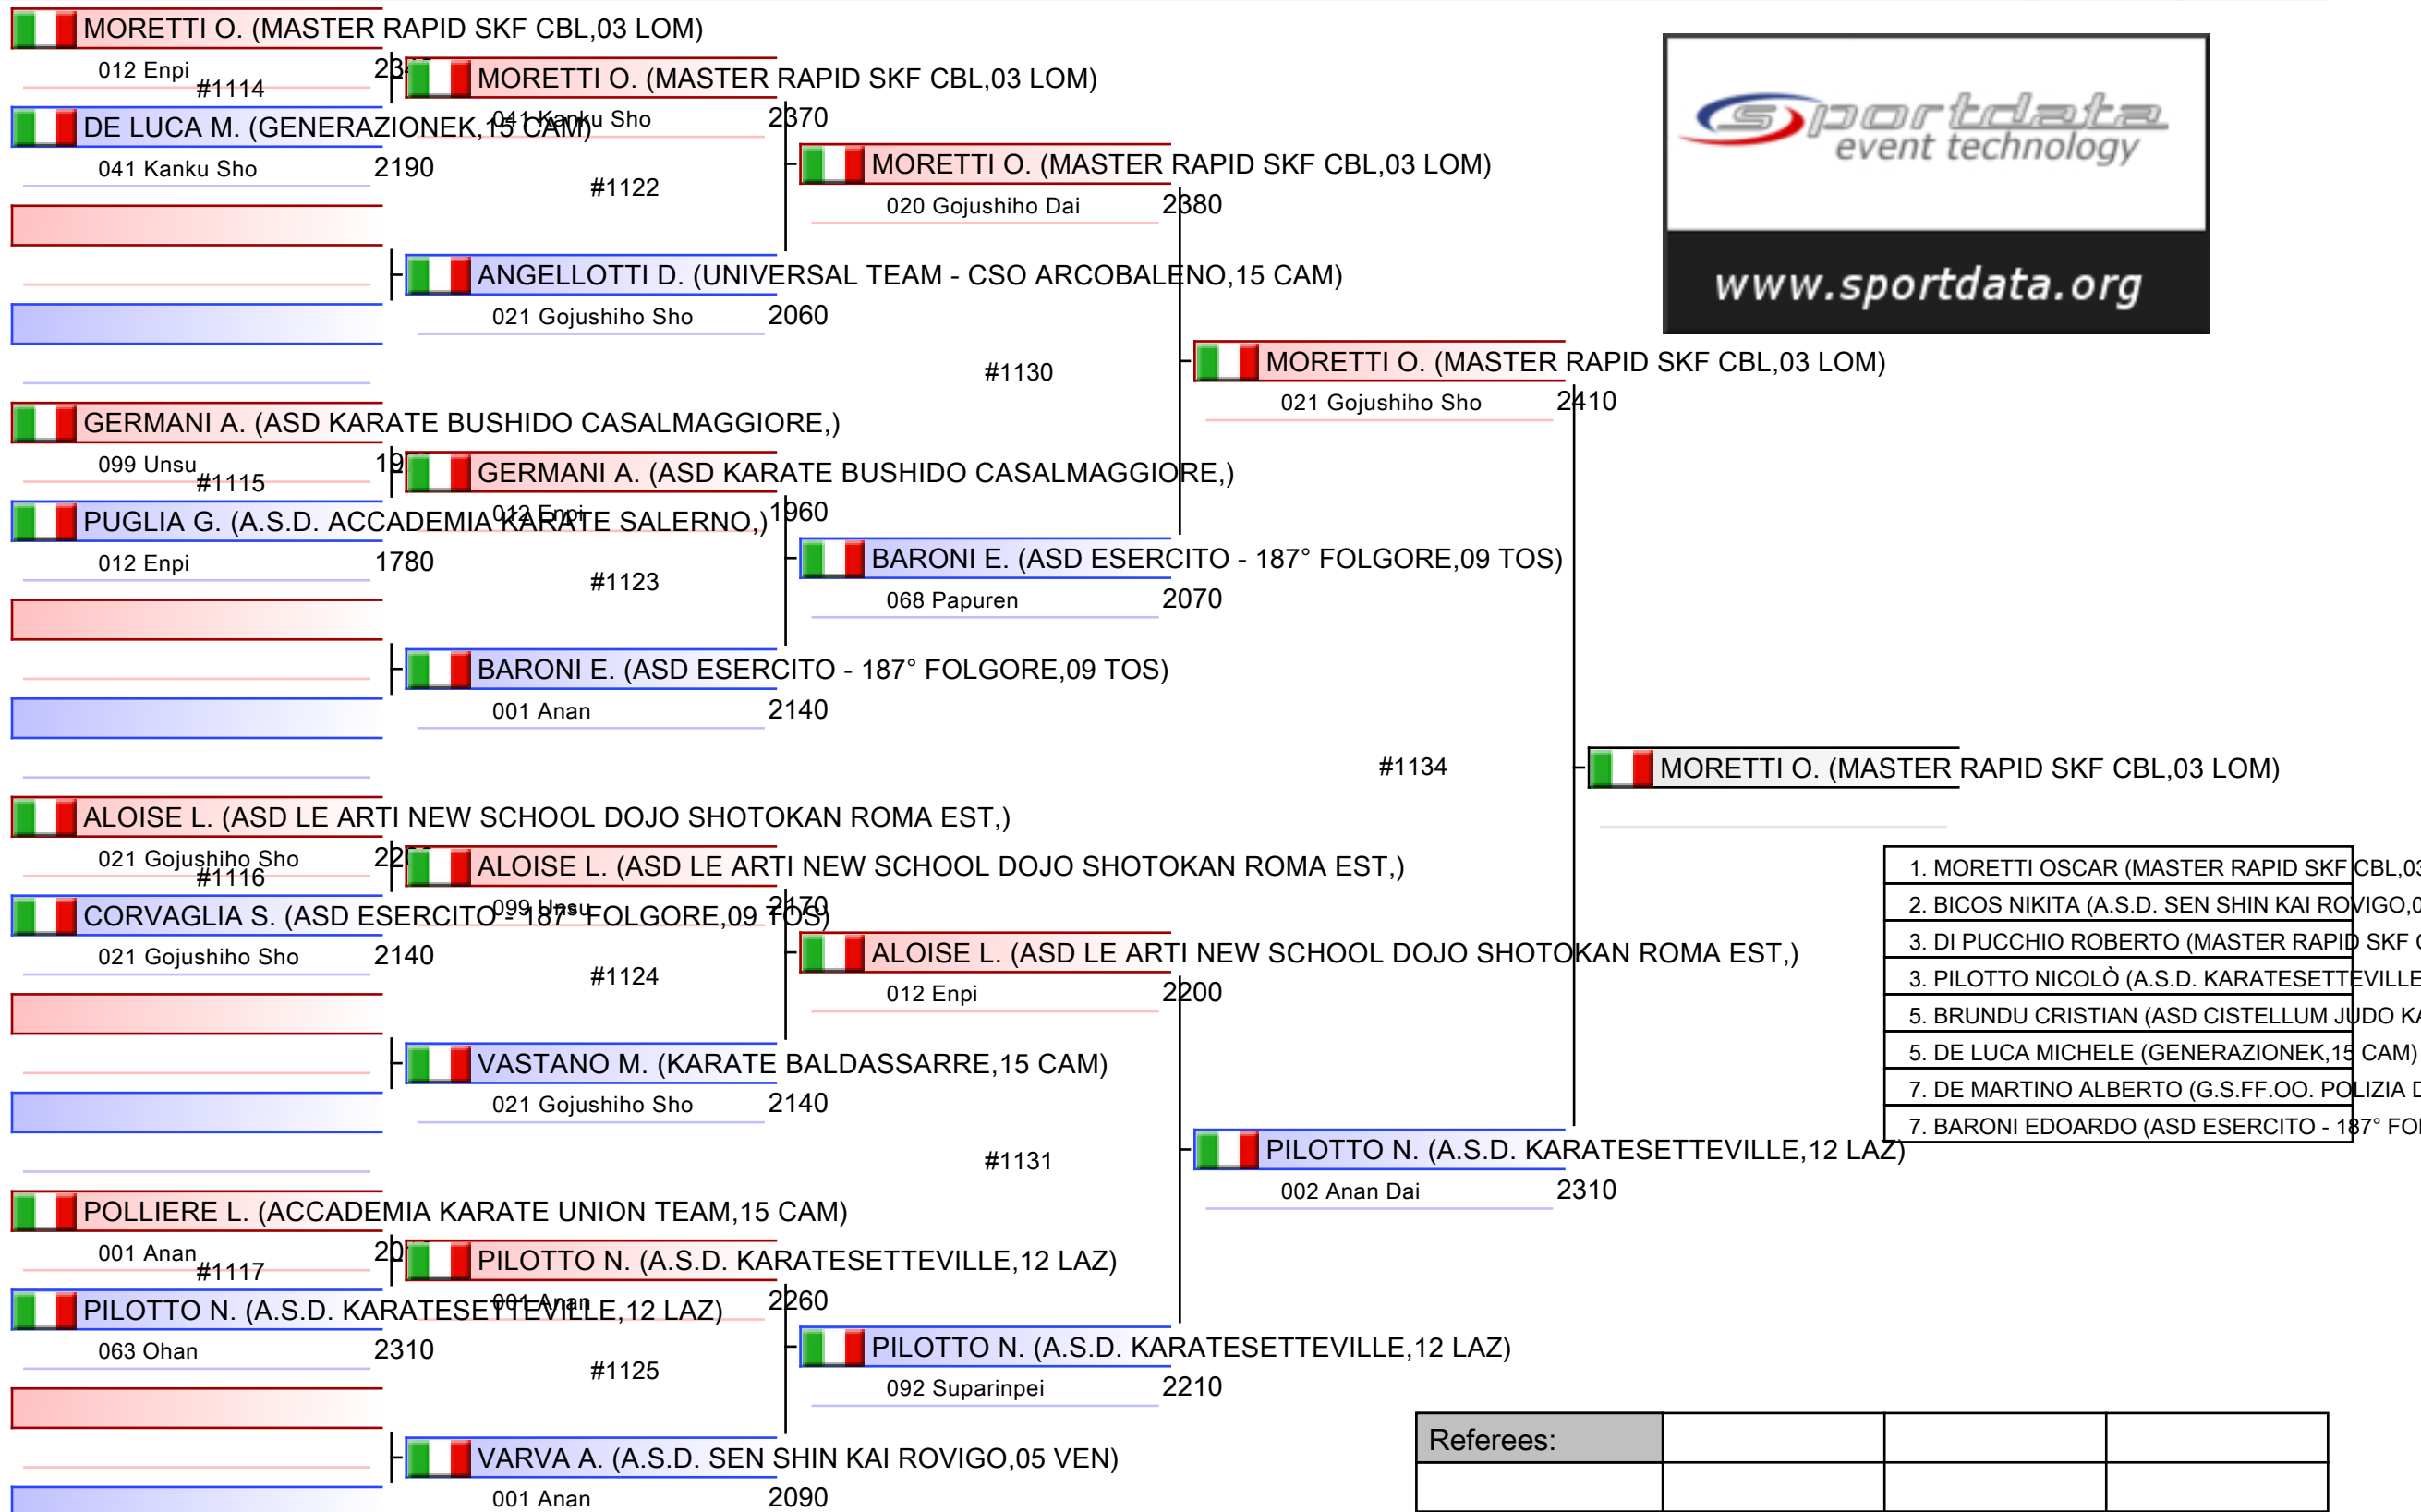 MORETTI O. (MASTER RAPID SKF CBL,03 LOM)
012 Enpi
#1114
DE LUCA M. (GENERAZIONEK,15 CAM)
041 Kanku Sho 2190
GERMANI A. (ASD KARATE BUSHIDO CASALMAGGIORE,)
099 Unsu
#1115
PUGLIA G. (A.S.D. ACCADEMIA KARATE SALERNO,)
012 Enpi 1780
ALOISE L. (ASD LE ARTI NEW SCHOOL DOJO SHOTOKAN ROMA EST,)
021 Gojushiho Sho
#1116
CORVAGLIA S. (ASD ESERCITO - 187° FOLGORE,09 TOS)
021 Gojushiho Sho 2140
POLLIERE L. (ACCADEMIA KARATE UNION TEAM,15 CAM)
001 Anan
#1117
PILOTTO N. (A.S.D. KARATESETTEVILLE,12 LAZ)
063 Ohan 2310
MORETTI O. (MASTER RAPID SKF CBL,03 LOM)
041 Kanku Sho 2370
#1122
ANGELLOTTI D. (UNIVERSAL TEAM - CSO ARCOBALENO,15 CAM)
021 Gojushiho Sho 2060
GERMANI A. (ASD KARATE BUSHIDO CASALMAGGIORE,)
012 Enpi 1960
#1123
BARONI E. (ASD ESERCITO - 187° FOLGORE,09 TOS)
001 Anan 2140
ALOISE L. (ASD LE ARTI NEW SCHOOL DOJO SHOTOKAN ROMA EST,)
099 Unsu 2170
#1124
VASTANO M. (KARATE BALDASSARRE,15 CAM)
021 Gojushiho Sho 2140
PILOTTO N. (A.S.D. KARATESETTEVILLE,12 LAZ)
001 Anan 2260
#1125
VARVA A. (A.S.D. SEN SHIN KAI ROVIGO,05 VEN)
001 Anan 2090
MORETTI O. (MASTER RAPID SKF CBL,03 LOM)
020 Gojushiho Dai 2380
#1130
BARONI E. (ASD ESERCITO - 187° FOLGORE,09 TOS)
068 Papuren 2070
ALOISE L. (ASD LE ARTI NEW SCHOOL DOJO SHOTOKAN ROMA EST,)
012 Enpi 2200
#1131
PILOTTO N. (A.S.D. KARATESETTEVILLE,12 LAZ)
092 Suparinpei 2210
MORETTI O. (MASTER RAPID SKF CBL,03 LOM)
021 Gojushiho Sho 2410
#1134
PILOTTO N. (A.S.D. KARATESETTEVILLE,12 LAZ)
002 Anan Dai 2310
MORETTI O. (MASTER RAPID SKF CBL,03 LOM)
sportdata
event technology
www.sportdata.org
1. MORETTI OSCAR (MASTER RAPID SKF CBL,03
2. BICOS NIKITA (A.S.D. SEN SHIN KAI ROVIGO,0
3. DI PUCCHIO ROBERTO (MASTER RAPID SKF
3. PILOTTO NICOLÒ (A.S.D. KARATESETTEVILLE
5. BRUNDU CRISTIAN (ASD CISTELLUM JUDO
5. DE LUCA MICHELE (GENERAZIONEK,15 CAM)
7. DE MARTINO ALBERTO (G.S.FF.OO. POLIZIA
7. BARONI EDOARDO (ASD ESERCITO - 187°
Referees: